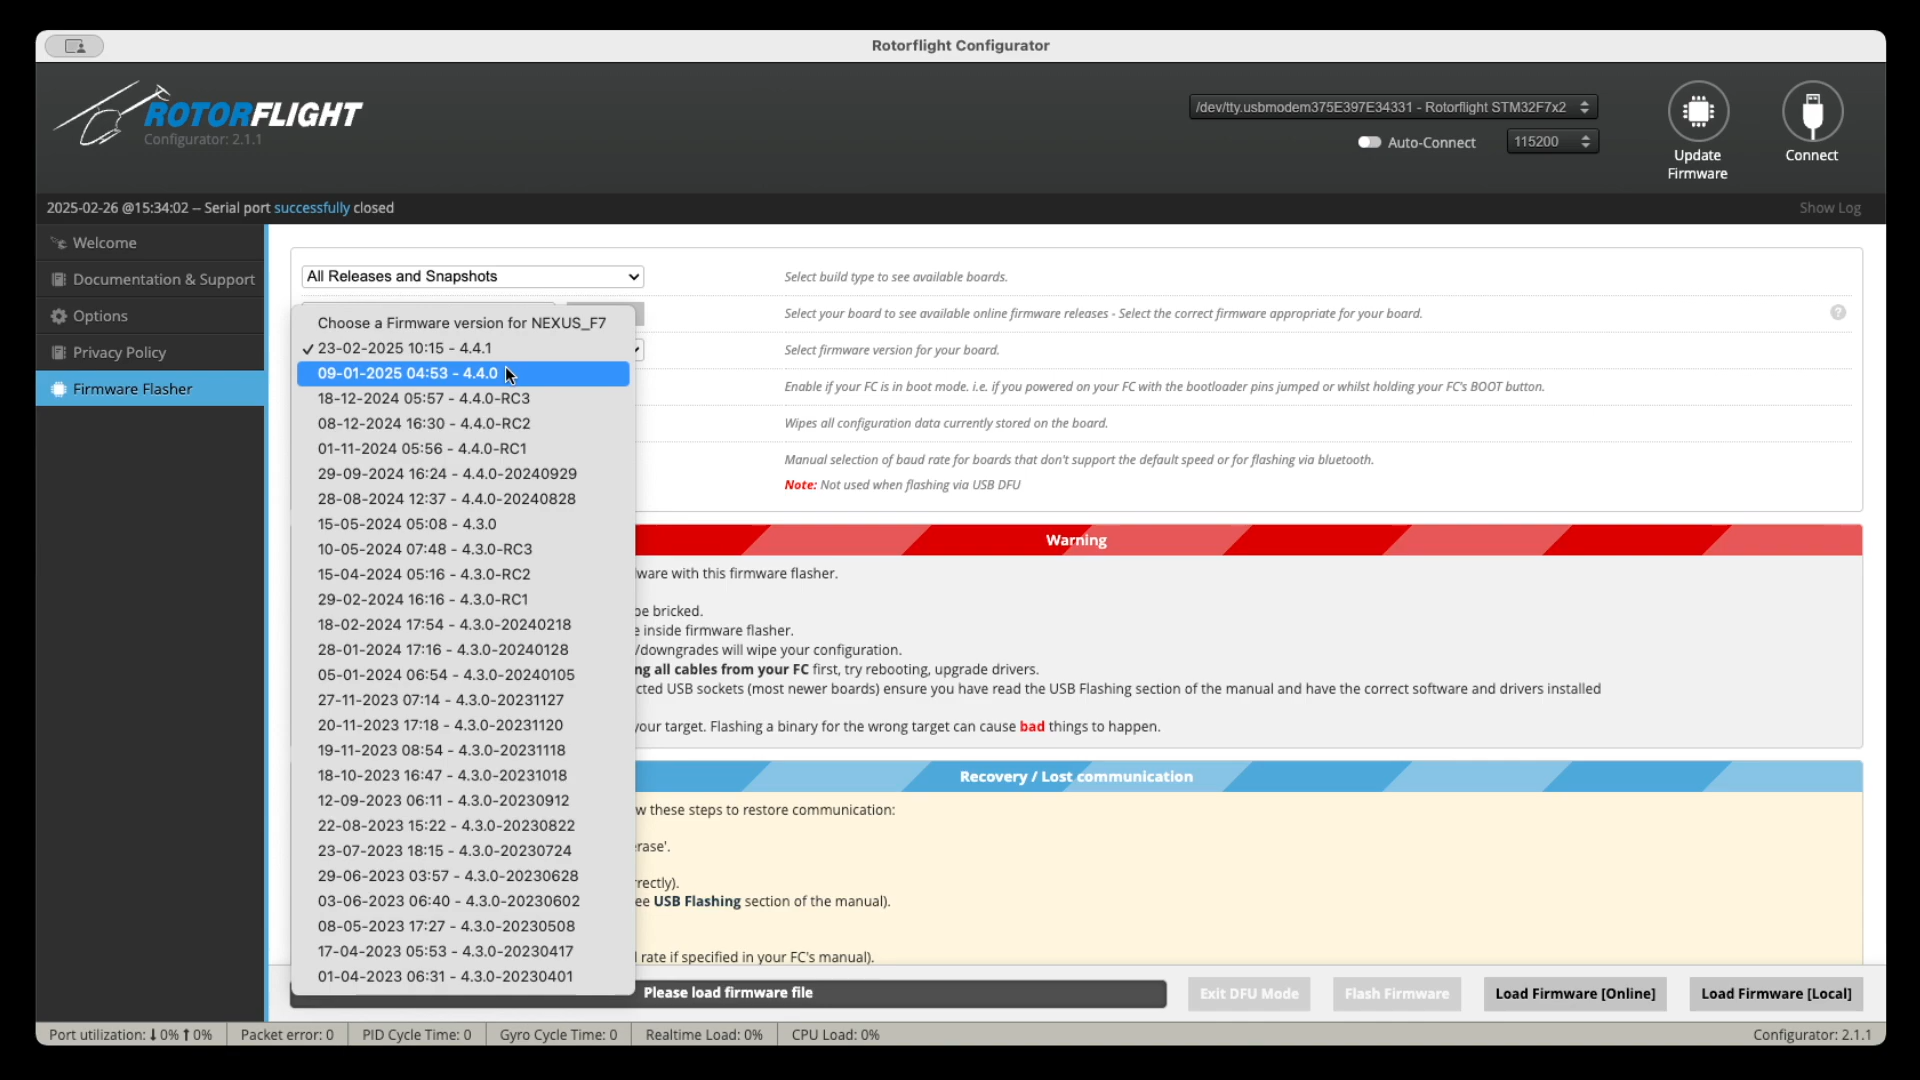 Rotorflight Configurator
ROTORFLIGHT
Configurator: 2.1.1
/dev/tty.usbmodem375E397E34331 - Rotorflight STM32F7x2
Auto-Connect
115200
Update
Firmware
Connect
2025-02-26 @15:34:02 -- Serial port successfully closed
Show Log
Welcome
Documentation & Support
Options
Privacy Policy
Firmware Flasher
All Releases and Snapshots
Select build type to see available boards.
Select your board to see available online firmware releases - Select the correct firmware appropriate for your board.
?
Select firmware version for your board.
Enable if your FC is in boot mode. i.e. if you powered on your FC with the bootloader pins jumped or whilst holding your FC's BOOT button.
Wipes all configuration data currently stored on the board.
Manual selection of baud rate for boards that don't support the default speed or for flashing via bluetooth.
Note: Not used when flashing via USB DFU
Choose a Firmware version for NEXUS_F7
✓ 23-02-2025 10:15 - 4.4.1
09-01-2025 04:53 - 4.4.0
18-12-2024 05:57 - 4.4.0-RC3
08-12-2024 16:30 - 4.4.0-RC2
01-11-2024 05:56 - 4.4.0-RC1
29-09-2024 16:24 - 4.4.0-20240929
28-08-2024 12:37 - 4.4.0-20240828
15-05-2024 05:08 - 4.3.0
10-05-2024 07:48 - 4.3.0-RC3
15-04-2024 05:16 - 4.3.0-RC2
29-02-2024 16:16 - 4.3.0-RC1
18-02-2024 17:54 - 4.3.0-20240218
28-01-2024 17:16 - 4.3.0-20240128
05-01-2024 06:54 - 4.3.0-20240105
27-11-2023 07:14 - 4.3.0-20231127
20-11-2023 17:18 - 4.3.0-20231120
19-11-2023 08:54 - 4.3.0-20231118
18-10-2023 16:47 - 4.3.0-20231018
12-09-2023 06:11 - 4.3.0-20230912
22-08-2023 15:22 - 4.3.0-20230822
23-07-2023 18:15 - 4.3.0-20230724
29-06-2023 03:57 - 4.3.0-20230628
03-06-2023 06:40 - 4.3.0-20230602
08-05-2023 17:27 - 4.3.0-20230508
17-04-2023 05:53 - 4.3.0-20230417
01-04-2023 06:31 - 4.3.0-20230401
Warning
ware with this firmware flasher.
be bricked.
e inside firmware flasher.
/downgrades will wipe your configuration.
ng all cables from your FC first, try rebooting, upgrade drivers.
cted USB sockets (most newer boards) ensure you have read the USB Flashing section of the manual and have the correct software and drivers installed
your target. Flashing a binary for the wrong target can cause bad things to happen.
Recovery / Lost communication
w these steps to restore communication:
rase'.
rectly).
ee USB Flashing section of the manual).
rate if specified in your FC's manual).
Please load firmware file
Exit DFU Mode
Flash Firmware
Load Firmware [Online]
Load Firmware [Local]
Port utilization: ↓ 0% ↑ 0%
Packet error: 0
PID Cycle Time: 0
Gyro Cycle Time: 0
Realtime Load: 0%
CPU Load: 0%
Configurator: 2.1.1